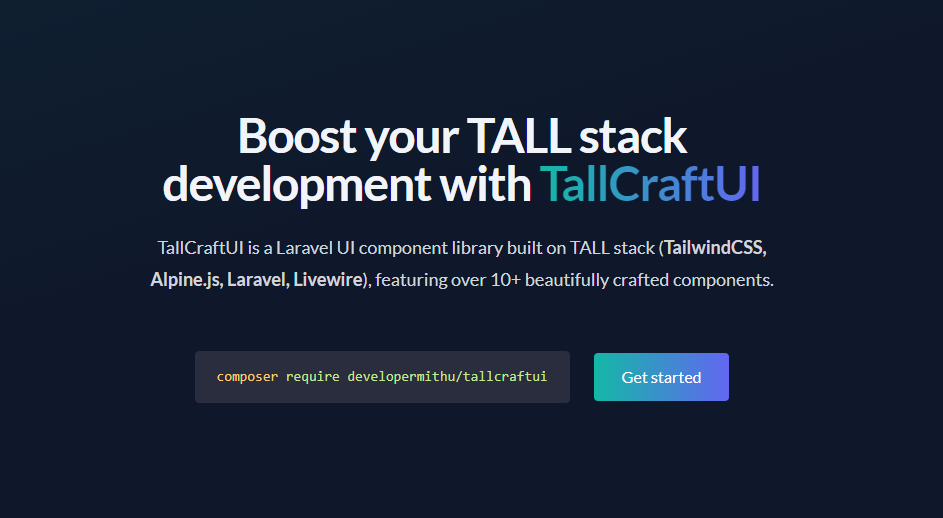 Boost your TALL stack
development with TallCraftUI
TallCraftUI is a Laravel UI component library built on TALL stack (TailwindCSS,
Alpine.js, Laravel, Livewire), featuring over 10+ beautifully crafted components.
composer require developermithu/tallcraftui
Get started